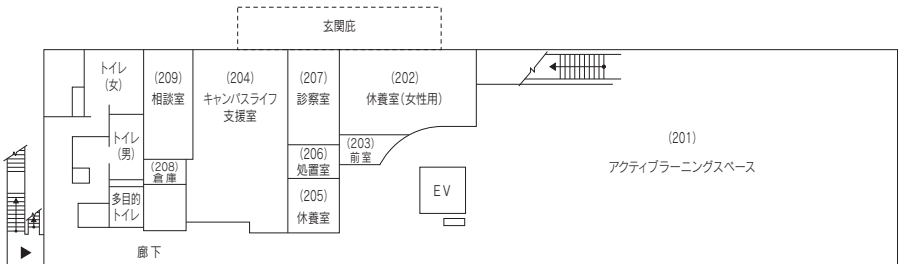 玄関庇
トイレ
(女)
(209)
相談室
(204)
キャンパスライフ
支援室
(207)
診察室
(202)
休養室(女性用)
(201)
アクティブラーニングスペース
トイレ
(男)
(203)
前室
(206)
処置室
(208)
倉庫
EV
多目的
トイレ
(205)
休養室
廊下